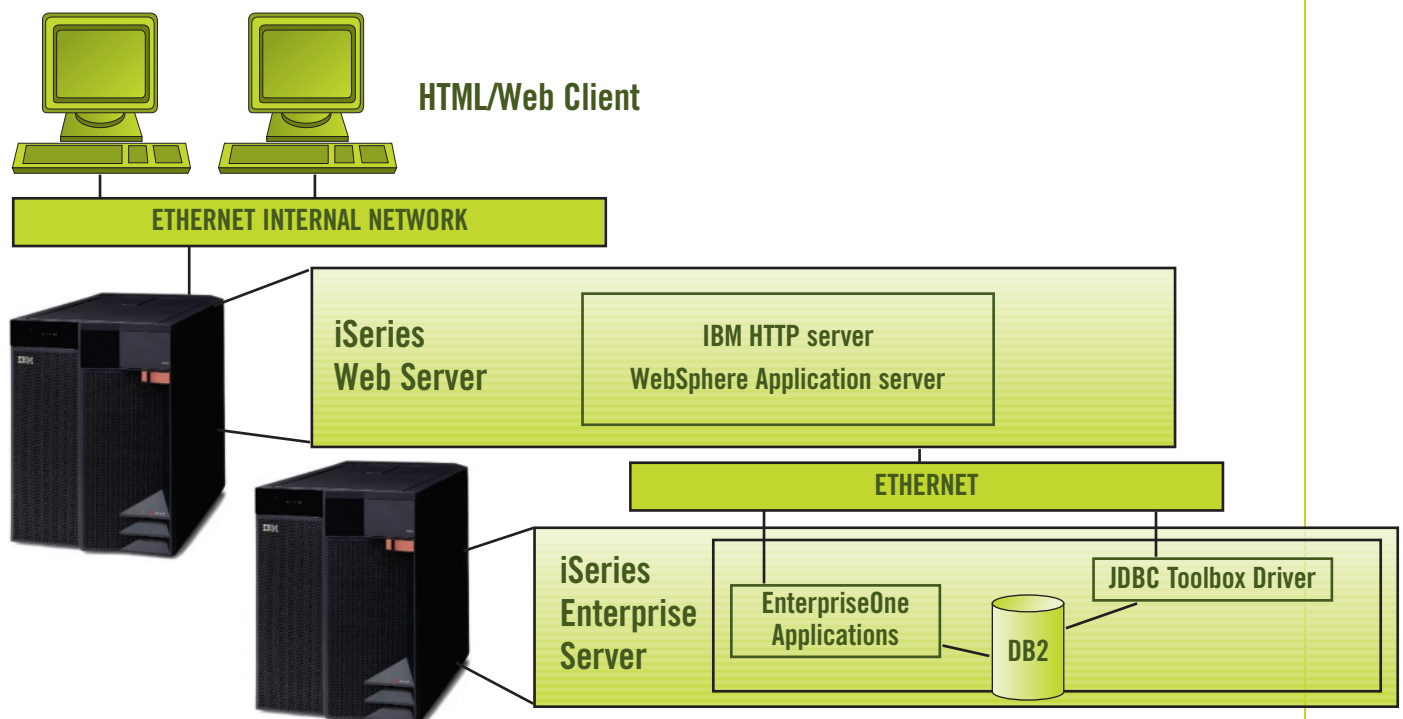 HTML/Web Client
ETHERNET INTERNAL NETWORK
iSeries
Web Server
IBM HTTP server
WebSphere Application server
IBM
ETHERNET
IBM
iSeries
Enterprise
Server
EnterpriseOne
Applications
DB2
JDBC Toolbox Driver